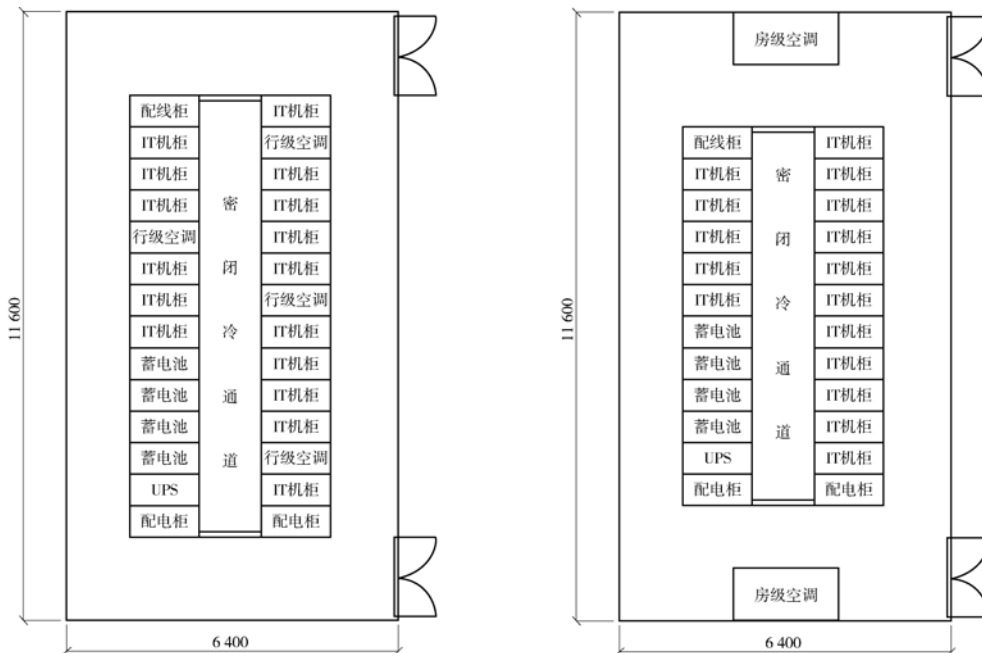 11 600
配线柜
IT机柜
IT机柜
IT机柜
行级空调
IT机柜
IT机柜
IT机柜
蓄电池
蓄电池
蓄电池
蓄电池
UPS
配电柜
密
闭
冷
通
道
IT机柜
行级空调
IT机柜
IT机柜
IT机柜
IT机柜
行级空调
IT机柜
IT机柜
IT机柜
IT机柜
行级空调
IT机柜
配电柜
6 400
11 600
房级空调
配线柜
IT机柜
IT机柜
IT机柜
IT机柜
IT机柜
蓄电池
蓄电池
蓄电池
蓄电池
UPS
配电柜
密
闭
冷
通
道
IT机柜
IT机柜
IT机柜
IT机柜
IT机柜
IT机柜
IT机柜
IT机柜
IT机柜
IT机柜
IT机柜
配电柜
房级空调
6 400